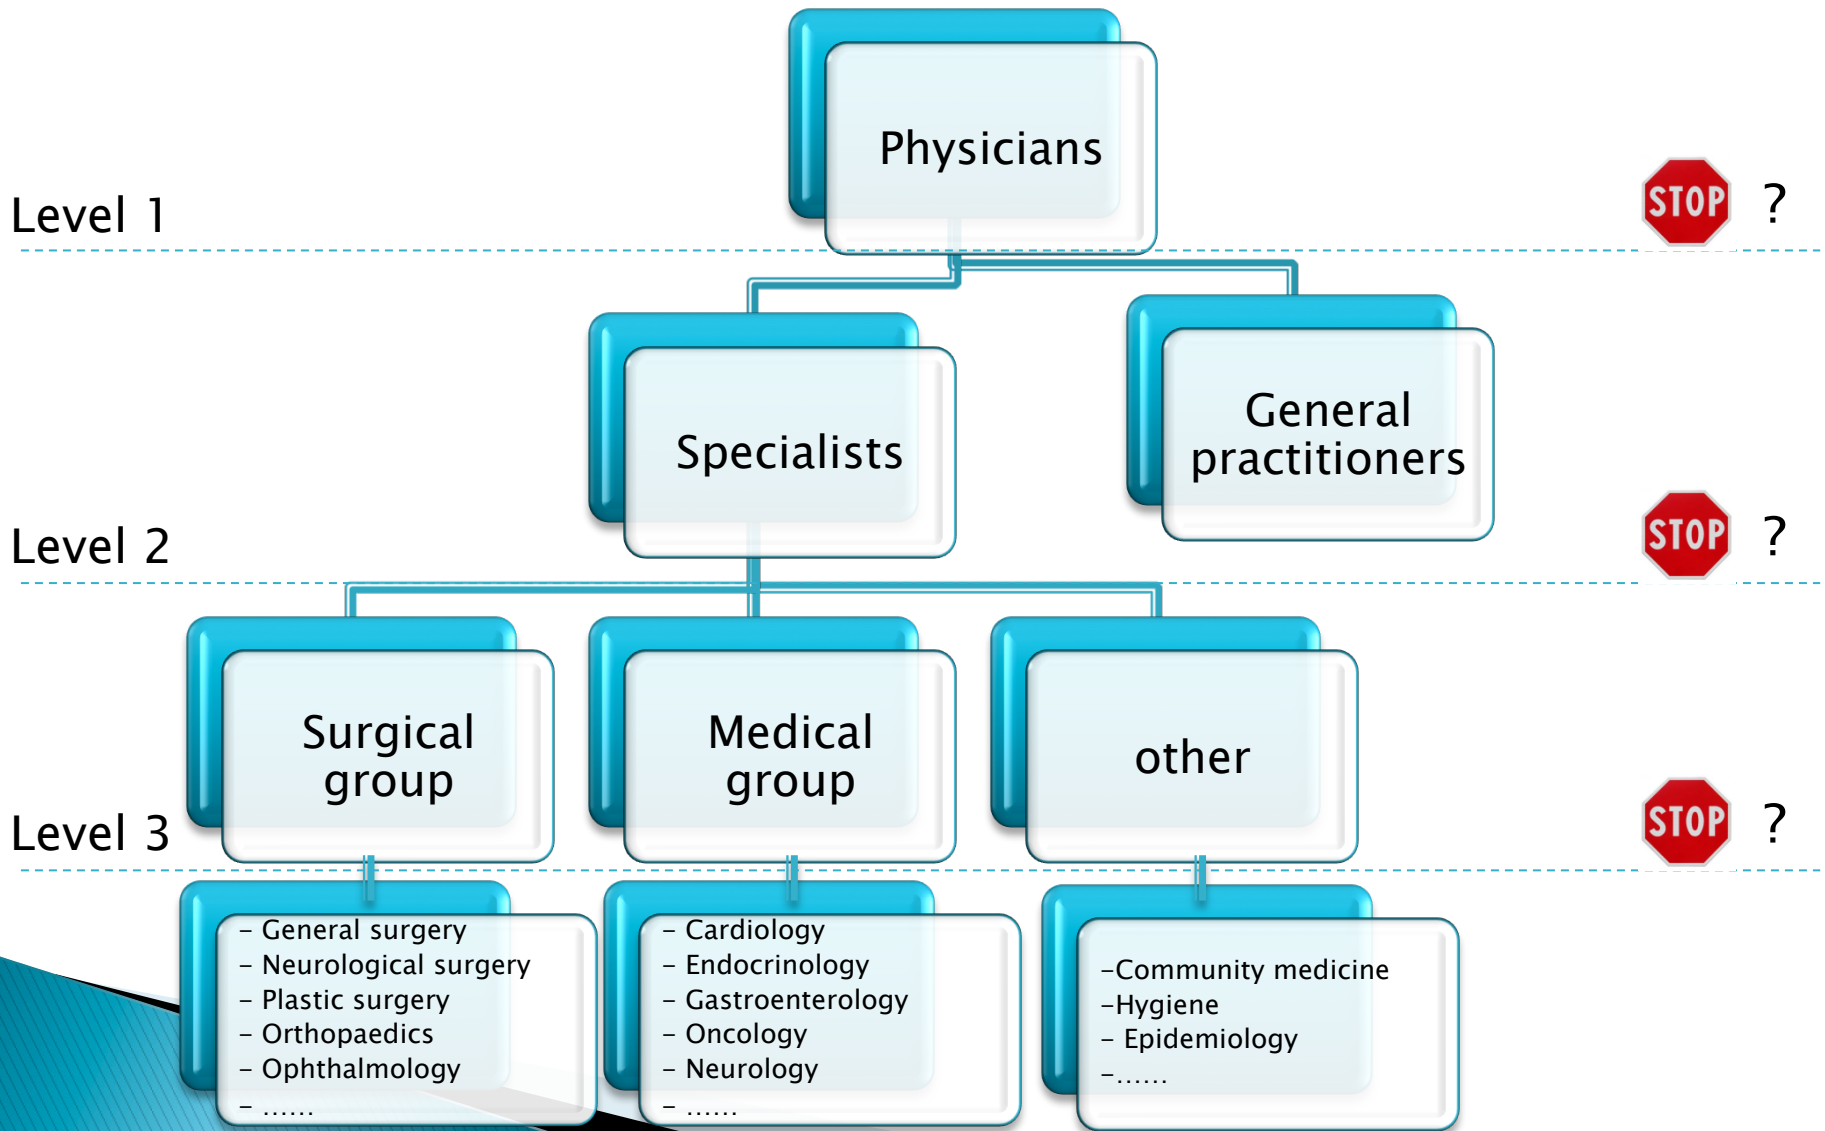 Physicians
Level 1
STOP ?
Specialists
General
practitioners
Level 2
STOP ?
Surgical
group
Medical
group
other
Level 3
STOP ?
- General surgery
- Neurological surgery
- Plastic surgery
- Orthopaedics
- Ophthalmology
- ......
- Cardiology
- Endocrinology
- Gastroenterology
- Oncology
- Neurology
- ......
-Community medicine
-Hygiene
- Epidemiology
-......